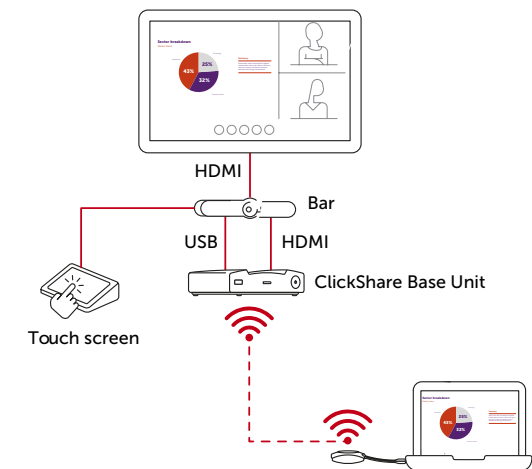 Sector breakdown
25%
43%
32%
HDMI
Bar
USB
HDMI
ClickShare Base Unit
Touch screen
Sector breakdown
25%
43%
32%